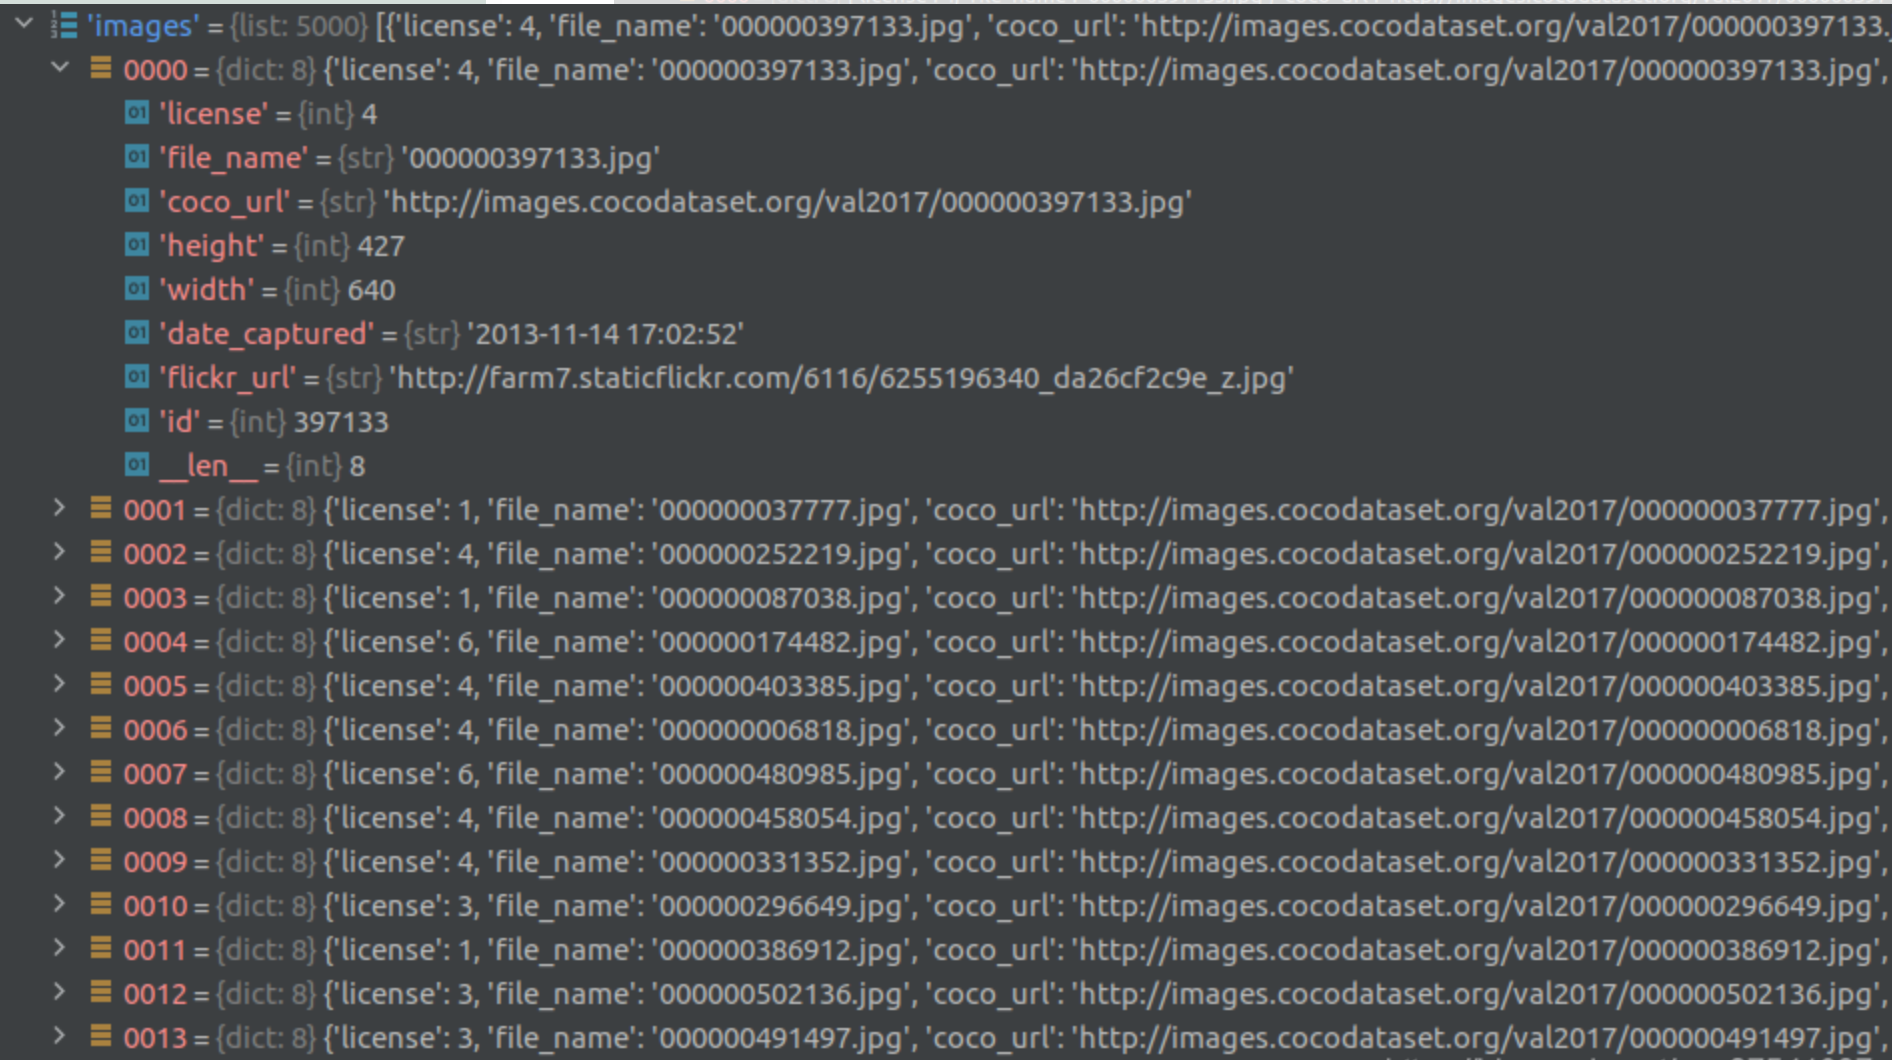 'images' = {list: 5000} [{'license': 4, 'file_name': '000000397133.jpg', 'coco_url': 'http://images.cocodataset.org/val2017/000000397133.
0000 = {dict: 8} {'license': 4, 'file_name': '000000397133.jpg', 'coco_url': 'http://images.cocodataset.org/val2017/000000397133.jpg',
'license' = {int} 4
'file_name' = {str} '000000397133.jpg'
'coco_url' = {str} 'http://images.cocodataset.org/val2017/000000397133.jpg'
'height' = {int} 427
'width' = {int} 640
'date_captured' = {str} '2013-11-14 17:02:52'
'flickr_url' = {str} 'http://farm7.staticflickr.com/6116/6255196340_da26cf2c9e_z.jpg'
'id' = {int} 397133
__len__ = {int} 8
0001 = {dict: 8} {'license': 1, 'file_name': '000000037777.jpg', 'coco_url': 'http://images.cocodataset.org/val2017/000000037777.jpg',
0002 = {dict: 8} {'license': 4, 'file_name': '000000252219.jpg', 'coco_url': 'http://images.cocodataset.org/val2017/000000252219.jpg',
0003 = {dict: 8} {'license': 1, 'file_name': '000000087038.jpg', 'coco_url': 'http://images.cocodataset.org/val2017/000000087038.jpg',
0004 = {dict: 8} {'license': 6, 'file_name': '000000174482.jpg', 'coco_url': 'http://images.cocodataset.org/val2017/000000174482.jpg',
0005 = {dict: 8} {'license': 4, 'file_name': '000000403385.jpg', 'coco_url': 'http://images.cocodataset.org/val2017/000000403385.jpg',
0006 = {dict: 8} {'license': 4, 'file_name': '000000006818.jpg', 'coco_url': 'http://images.cocodataset.org/val2017/000000006818.jpg',
0007 = {dict: 8} {'license': 6, 'file_name': '000000480985.jpg', 'coco_url': 'http://images.cocodataset.org/val2017/000000480985.jpg',
0008 = {dict: 8} {'license': 4, 'file_name': '000000458054.jpg', 'coco_url': 'http://images.cocodataset.org/val2017/000000458054.jpg',
0009 = {dict: 8} {'license': 4, 'file_name': '000000331352.jpg', 'coco_url': 'http://images.cocodataset.org/val2017/000000331352.jpg',
0010 = {dict: 8} {'license': 3, 'file_name': '000000296649.jpg', 'coco_url': 'http://images.cocodataset.org/val2017/000000296649.jpg',
0011 = {dict: 8} {'license': 1, 'file_name': '000000386912.jpg', 'coco_url': 'http://images.cocodataset.org/val2017/000000386912.jpg',
0012 = {dict: 8} {'license': 3, 'file_name': '000000502136.jpg', 'coco_url': 'http://images.cocodataset.org/val2017/000000502136.jpg',
0013 = {dict: 8} {'license': 3, 'file_name': '000000491497.jpg', 'coco_url': 'http://images.cocodataset.org/val2017/000000491497.jpg',